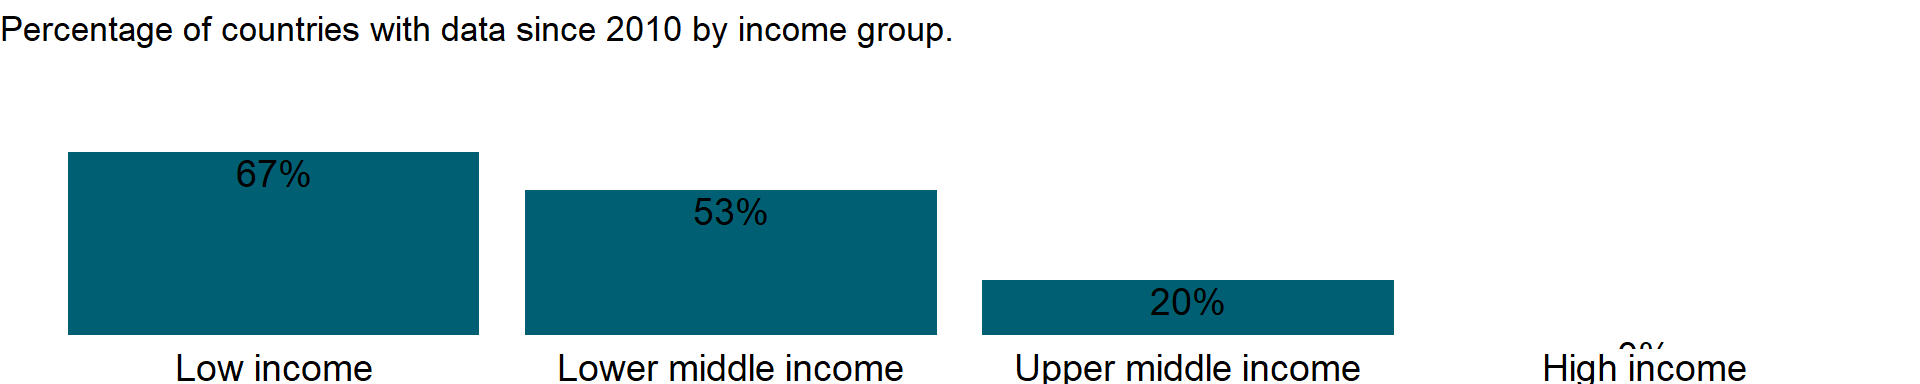 Percentage of countries with data since 2010 by income group.
67%
53%
20%
Low income
Lower middle income
Upper middle income
High income